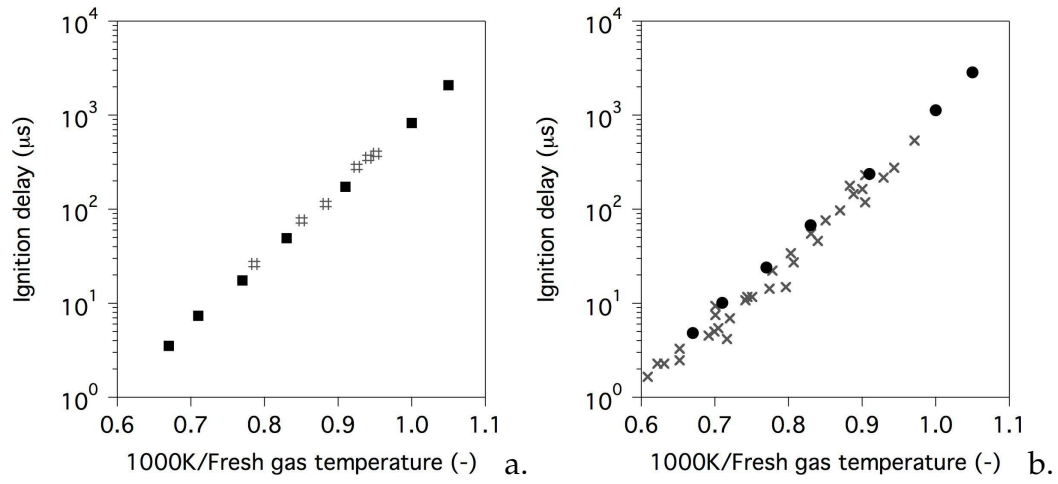 10^4
10^3
10^2
10^1
10^0
Ignition delay (μs)
0.6 0.7 0.8 0.9 1.0 1.1
1000K/Fresh gas temperature (-)
a.
10^4
10^3
10^2
10^1
10^0
Ignition delay (μs)
0.6 0.7 0.8 0.9 1.0 1.1
1000K/Fresh gas temperature (-)
b.